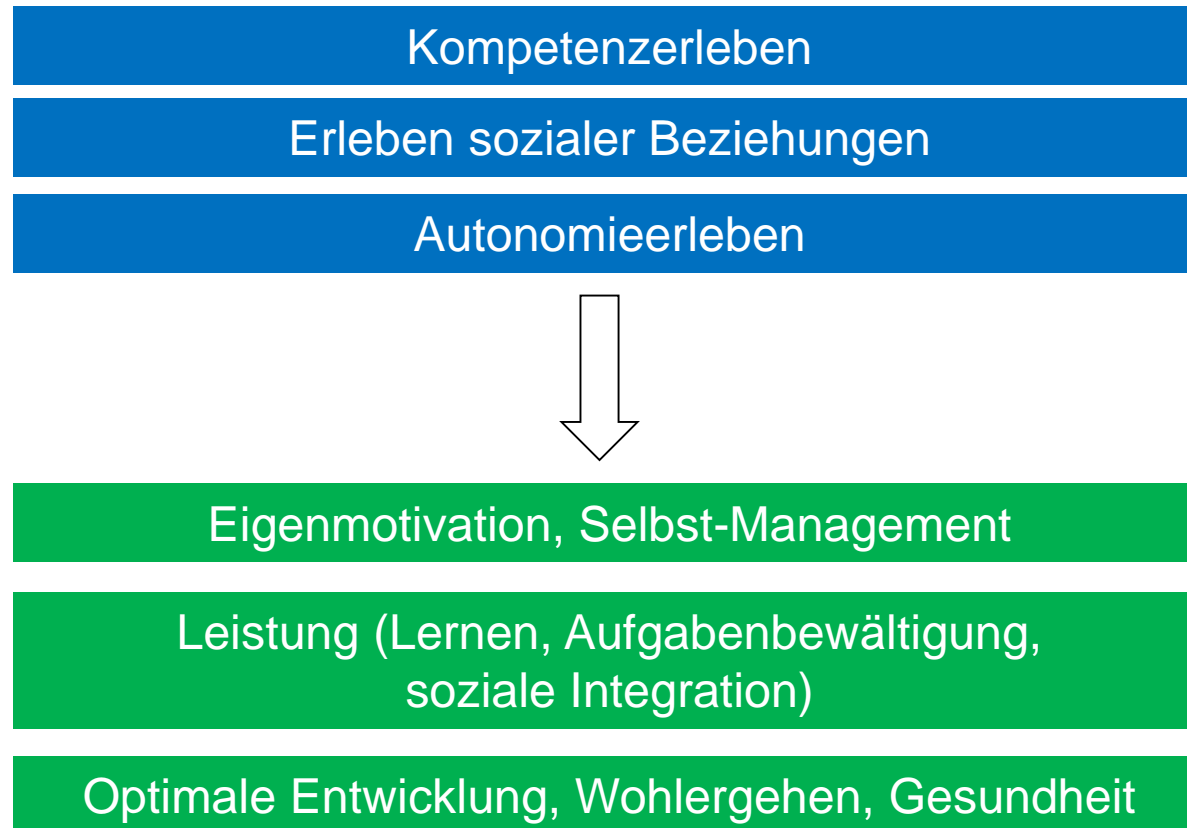 Kompetenzerleben
Erleben sozialer Beziehungen
Autonomieerleben
Eigenmotivation, Selbst-Management
Leistung (Lernen, Aufgabenbewältigung,
soziale Integration)
Optimale Entwicklung, Wohlergehen, Gesundheit